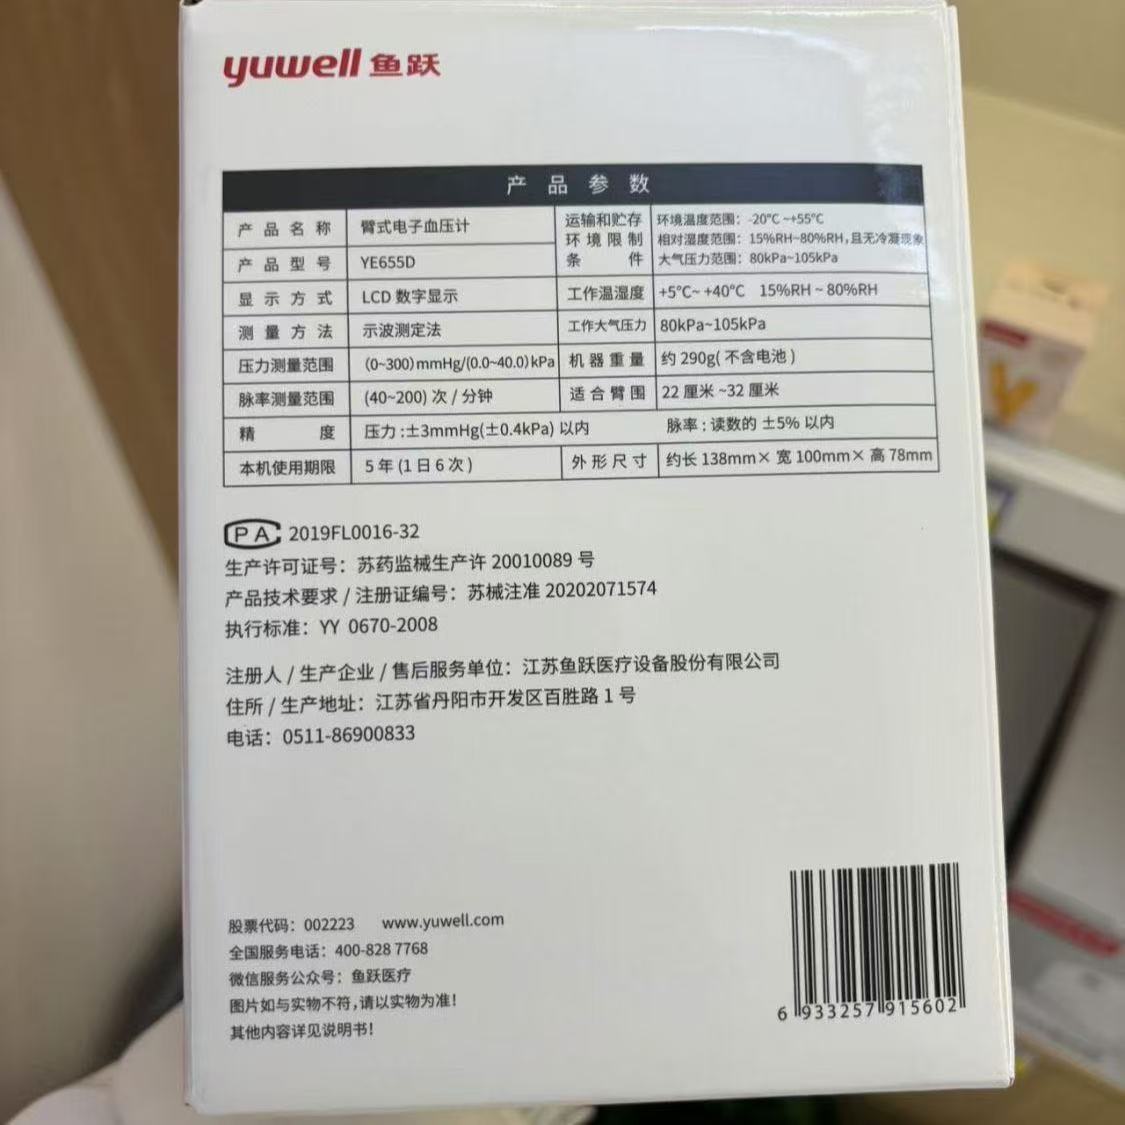 yuwell 鱼跃
产品参数
产品名称 臂式电子血压计 运输和贮存环境限制条件 环境温度范围：-20℃~+55℃
相对湿度范围：15%RH~80%RH,且无冷凝现象
产品型号 YE655D 大气压力范围：80kPa~105kPa
显示方式 LCD 数字显示 工作温湿度 +5℃~ +40℃ 15%RH ~ 80%RH
测量方法 示波测定法 工作大气压力 80kPa~105kPa
压力测量范围 (0~300)mmHg/(0.0~40.0)kPa 机器重量 约 290g( 不含电池 )
脉率测量范围 (40~200) 次 / 分钟 适合臂围 22 厘米 ~32 厘米
精度 压力 :±3mmHg(±0.4kPa) 以内 脉率 : 读数的 ±5% 以内
本机使用期限 5 年 (1 日 6 次 ) 外形尺寸 约长 138mm× 宽 100mm× 高 78mm
PA 2019FL0016-32
生产许可证号：苏药监械生产许 20010089 号
产品技术要求 / 注册证编号：苏械注准 20202071574
执行标准：YY 0670-2008
注册人 / 生产企业 / 售后服务单位：江苏鱼跃医疗设备股份有限公司
住所 / 生产地址：江苏省丹阳市开发区百胜路 1 号
电话：0511-86900833
股票代码：002223 www.yuwell.com
全国服务电话：400-828 7768
微信服务公众号：鱼跃医疗
图片如与实物不符,请以实物为准!
其他内容详见说明书!
6 933257 915602